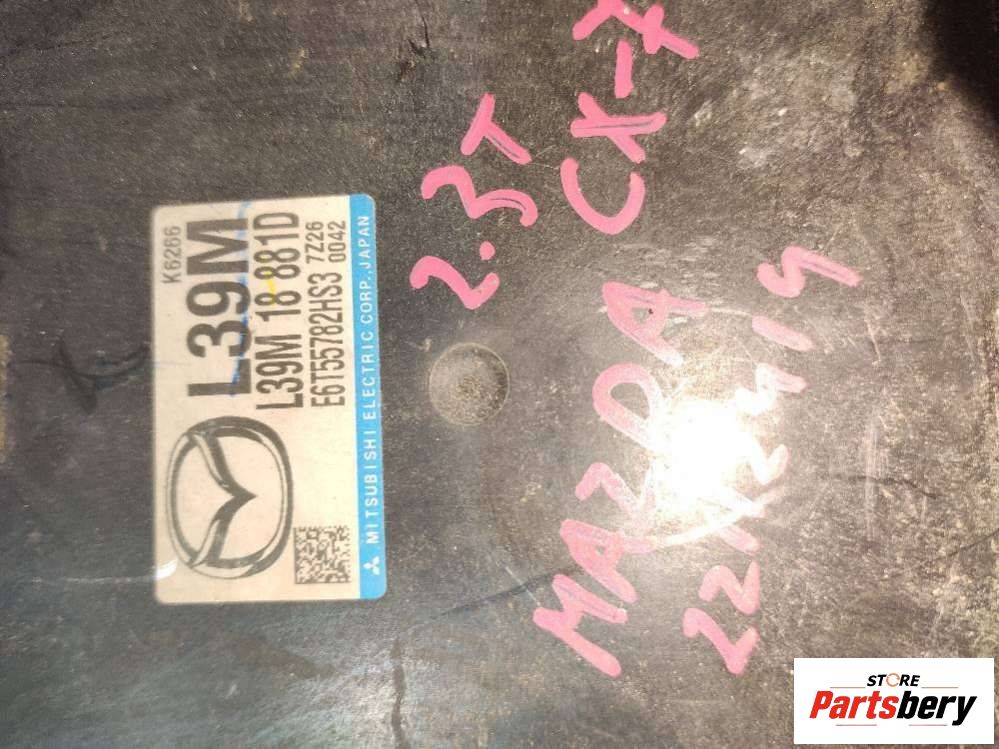 K6266
L39M
L39M 18 881D
E6T55782HS3 7Z26
0042
MITSUBISHI ELECTRIC CORP. JAPAN
2.3T
MAZDA CX-7
STORE
Partsbery